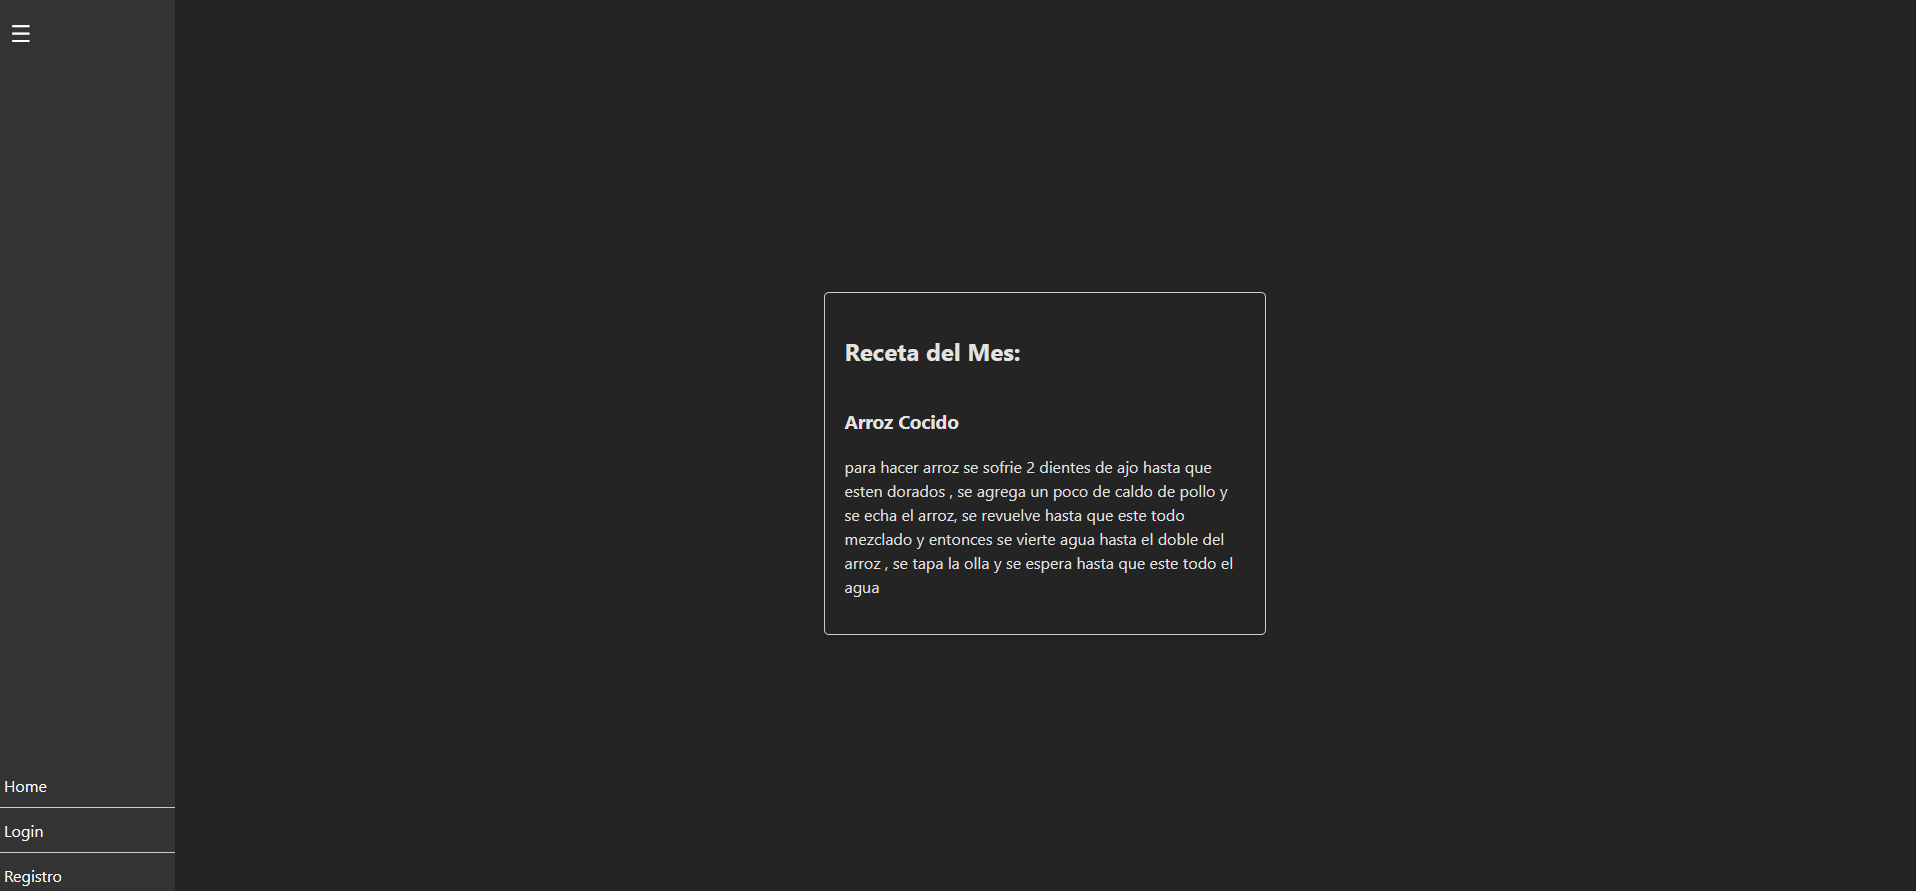 ☰
Receta del Mes:
Arroz Cocido
para hacer arroz se sofrie 2 dientes de ajo hasta que
esten dorados , se agrega un poco de caldo de pollo y
se echa el arroz, se revuelve hasta que este todo
mezclado y entonces se vierte agua hasta el doble del
arroz , se tapa la olla y se espera hasta que este todo el
agua
Home
Login
Registro